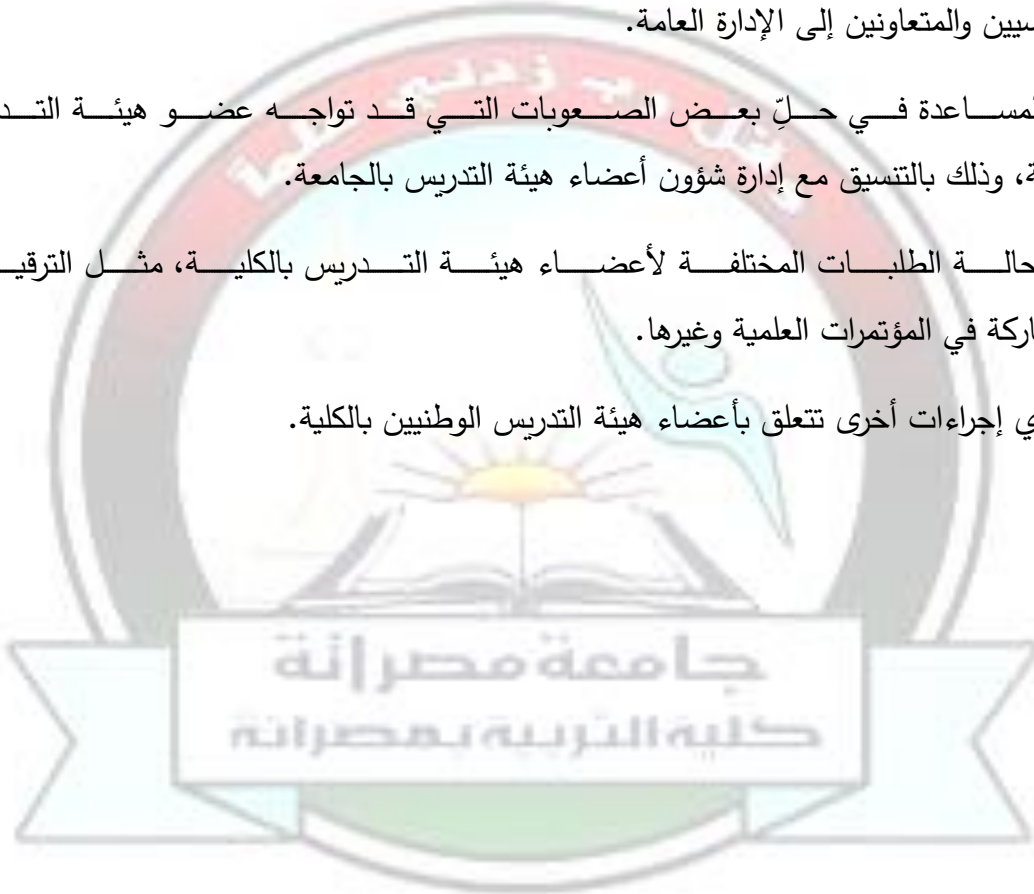 سيين والمتعاونين إلى الإدارة العامة.
لمساعدة في حلِّ بعض الصعوبات التي قد تواجه عضو هيئة التد
ة، وذلك بالتنسيق مع إدارة شؤون أعضاء هيئة التدريس بالجامعة.
حالة الطلبات المختلفة لأعضاء هيئة التدريس بالكلية، مثل الترقي
اركة في المؤتمرات العلمية وغيرها.
ي إجراءات أخرى تتعلق بأعضاء هيئة التدريس الوطنيين بالكلية.
جامعة مصراتة
كلية التربية بمصراتة